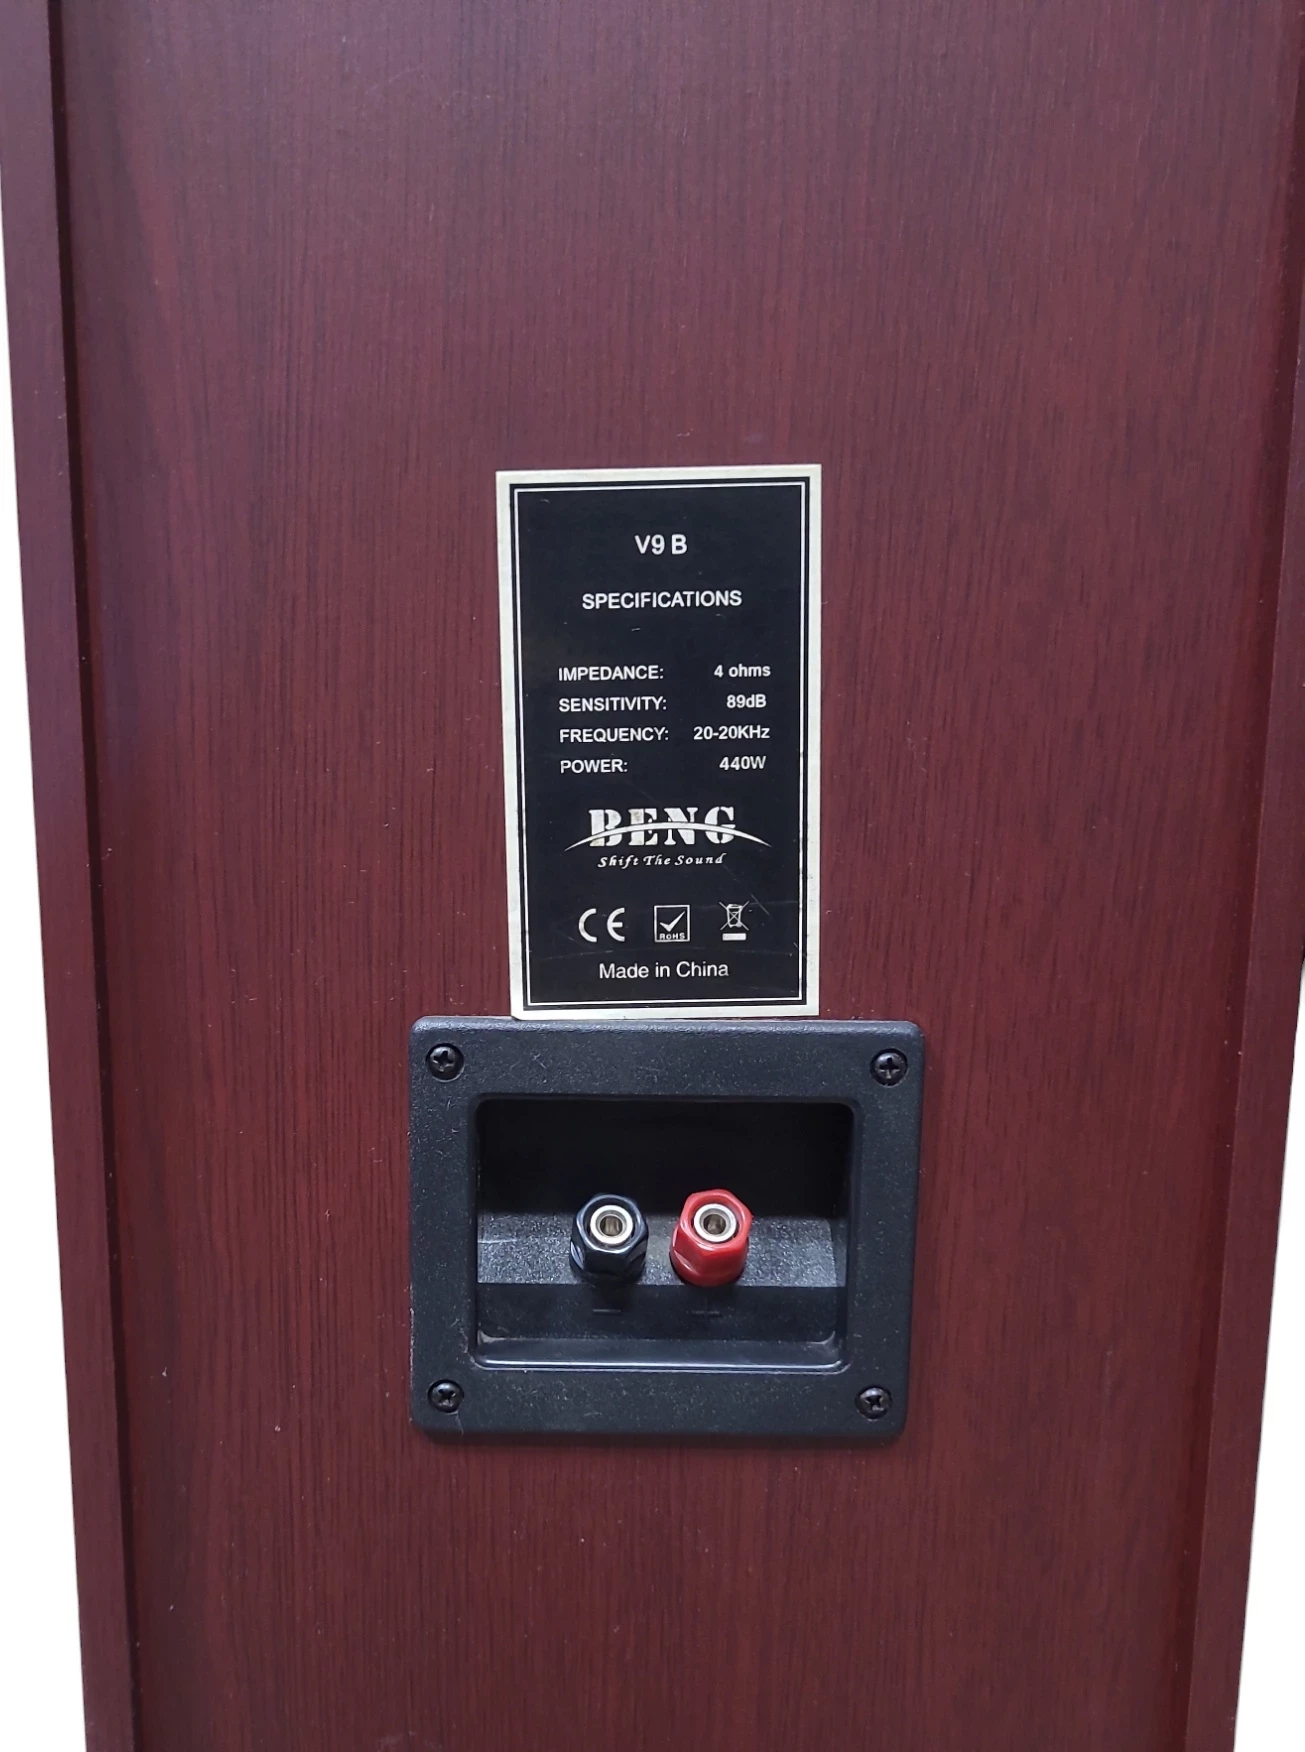 V9 B
SPECIFICATIONS
IMPEDANCE: 4 ohms
SENSITIVITY: 89dB
FREQUENCY: 20-20KHz
POWER: 440W
BENG
Shift The Sound
CE ROHS
Made in China
- +